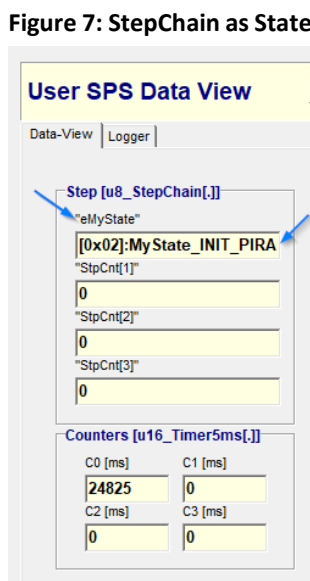 Figure 7: StepChain as State
User SPS Data View
Data-View Logger
Step [u8_StepChain[.]]
"eMyState"
[0x02]:MyState_INIT_PIRA
"StpCnt[1]"
0
"StpCnt[2]"
0
"StpCnt[3]"
0
Counters [u16_Timer5ms[.]]
C0 [ms] C1 [ms]
24825 0
C2 [ms] C3 [ms]
0 0